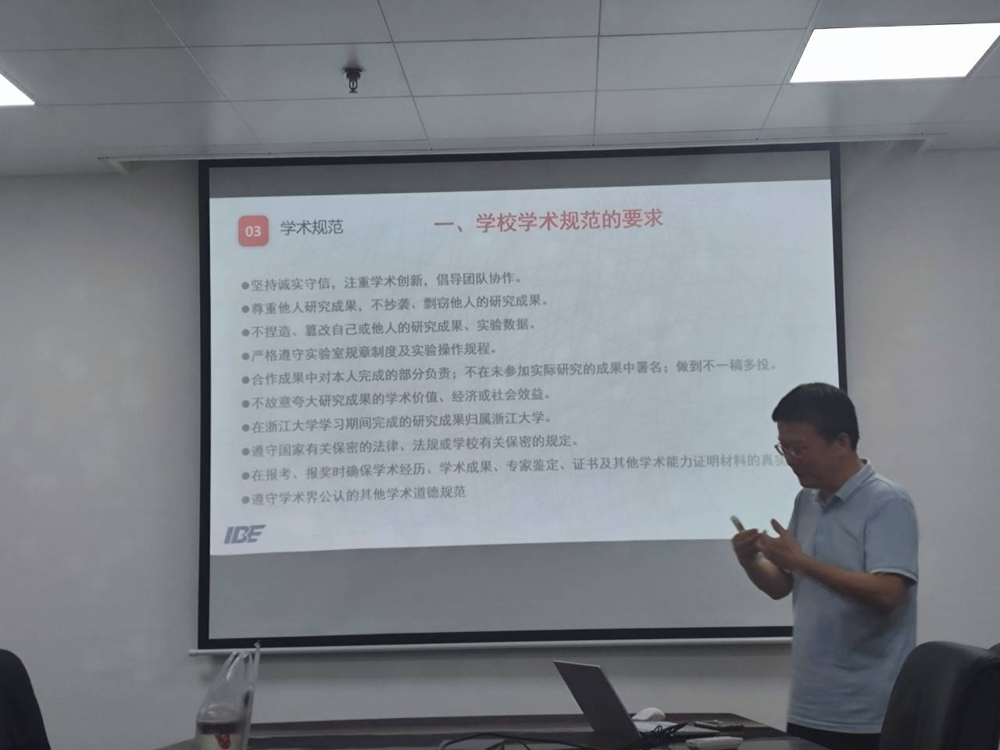 03 学术规范
一、学校学术规范的要求
●坚持诚实守信，注重学术创新，倡导团队协作。
●尊重他人研究成果，不抄袭、剽窃他人的研究成果。
●不捏造、篡改自己或他人的研究成果、实验数据。
●严格遵守实验室规章制度及实验操作规程。
●合作成果中对本人完成的部分负责；不在未参加实际研究的成果中署名；做到不一稿多投。
●不故意夸大研究成果的学术价值、经济或社会效益。
●在浙江大学学习期间完成的研究成果归属浙江大学。
●遵守国家有关保密的法律、法规或学校有关保密的规定。
●在报考、报奖时确保学术经历、学术成果、专家鉴定、证书及其他学术能力证明材料的真实
●遵守学术界公认的其他学术道德规范
IBE